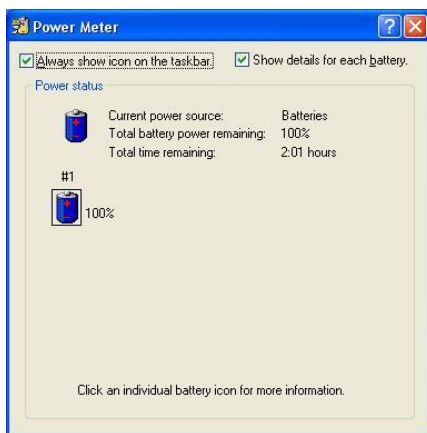 Power Meter
Always show icon on the taskbar.
Show details for each battery.
Power status
Current power source: Batteries
Total battery power remaining: 100%
Total time remaining: 2:01 hours
#1
100%
Click an individual battery icon for more information.